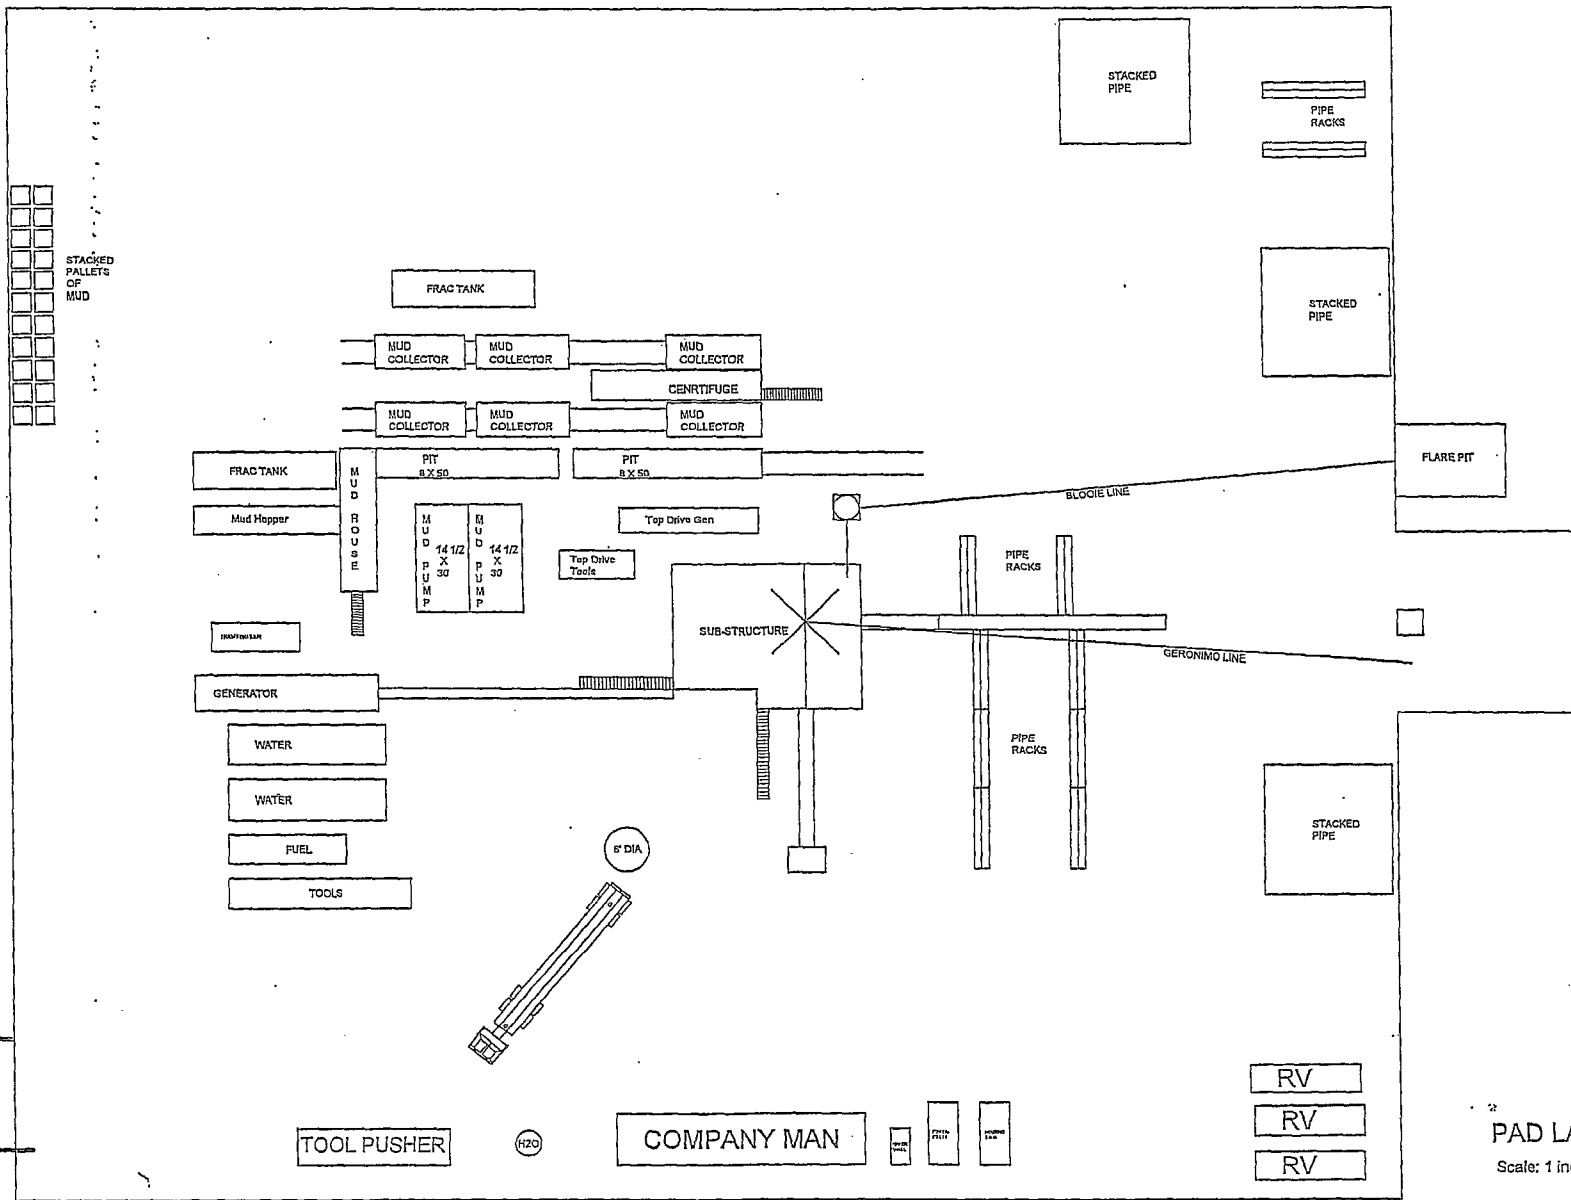 STACKED
PIPE
PIPE
RACKS
STACKED
PALLETS
OF
MUD
FRAC TANK
STACKED
PIPE
MUD
COLLECTOR
MUD
COLLECTOR
MUD
COLLECTOR
CENRTIFUGE
MUD
COLLECTOR
MUD
COLLECTOR
MUD
COLLECTOR
FRAC TANK
MUD ROUSE
PIT
8 X 50
PIT
8 X 50
FLARE PIT
BLOOIE LINE
Mud Hopper
MUD PUMP
14 1/2
X
30
MUD PUMP
14 1/2
X
30
Top Drive Gen
Top Drive
Tools
PIPE
RACKS
SUB-STRUCTURE
GERONIMO LINE
GENERATOR
WATER
PIPE
RACKS
WATER
STACKED
PIPE
FUEL
6' DIA
TOOLS
RV
RV
RV
TOOL PUSHER
H2O
COMPANY MAN
PAD LA
Scale: 1 in